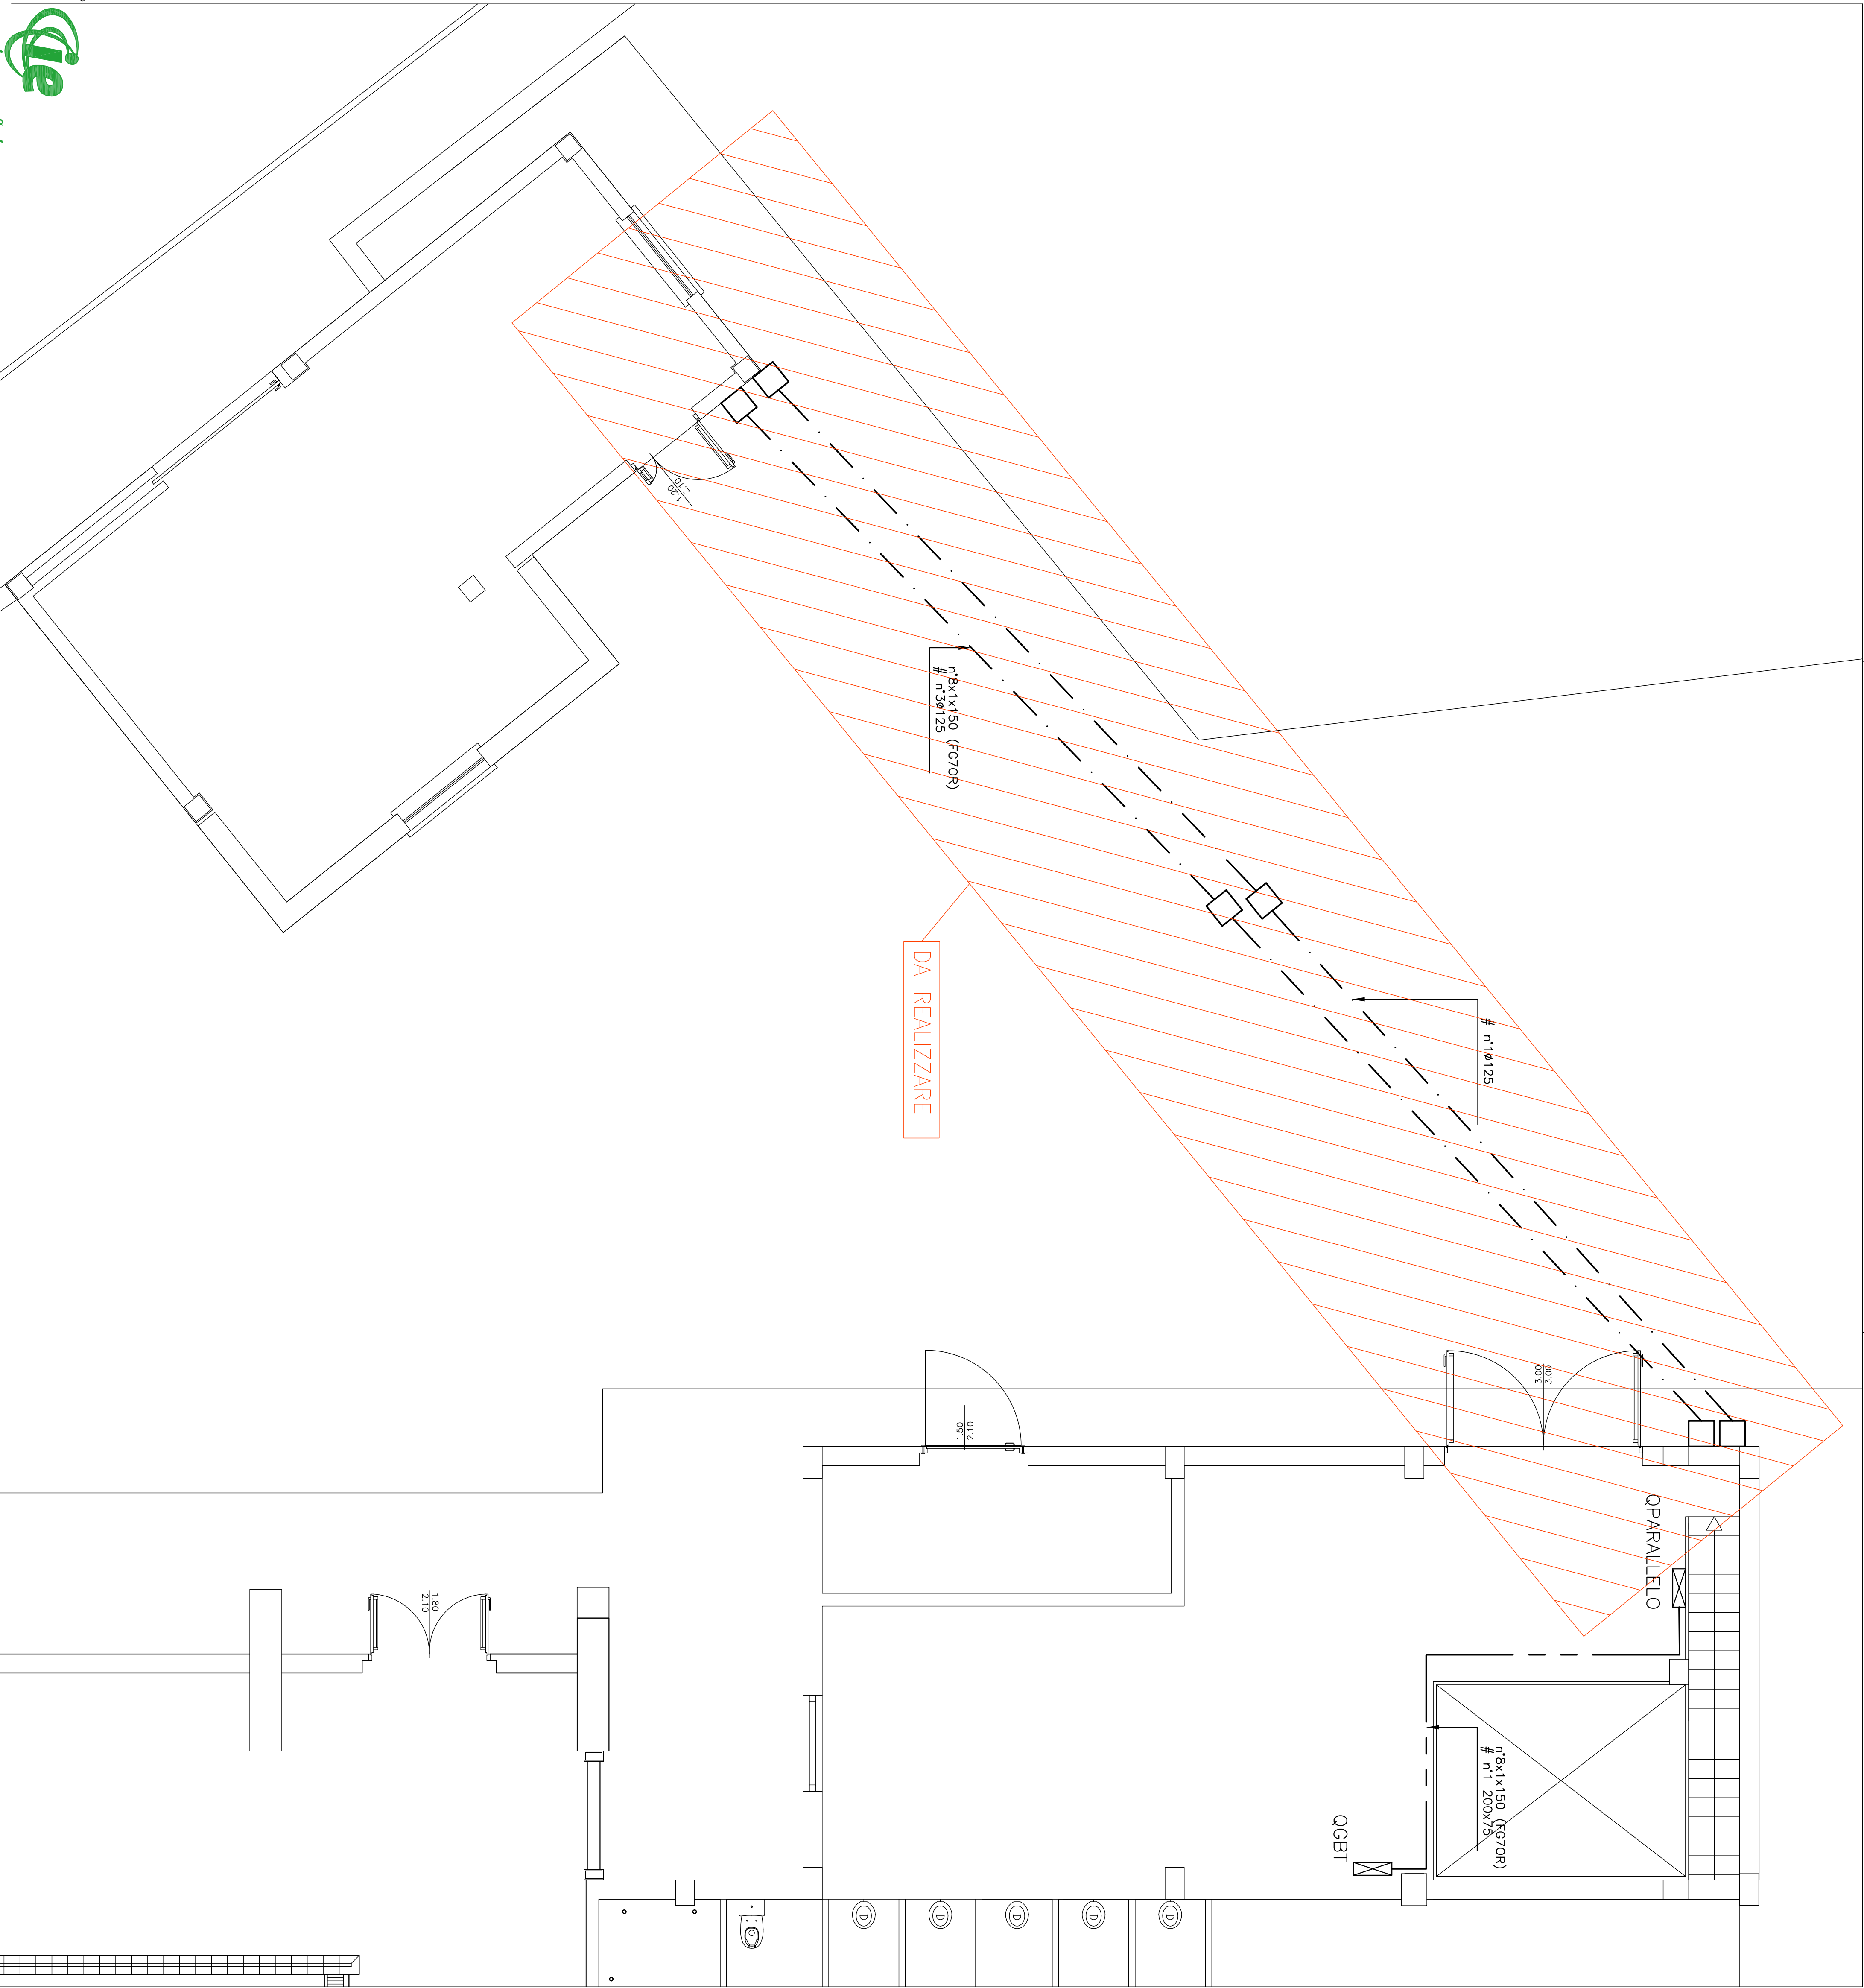 1.20
2.10
n°8x1x150 (FG7OR)
# n°3ø125
# n°1ø125
DA REALIZZARE
3.00
3.00
1.50
2.10
QPARALLELO
1.80
2.10
n°8x1x150 (FG7OR)
# n°1 200x75
QGBT